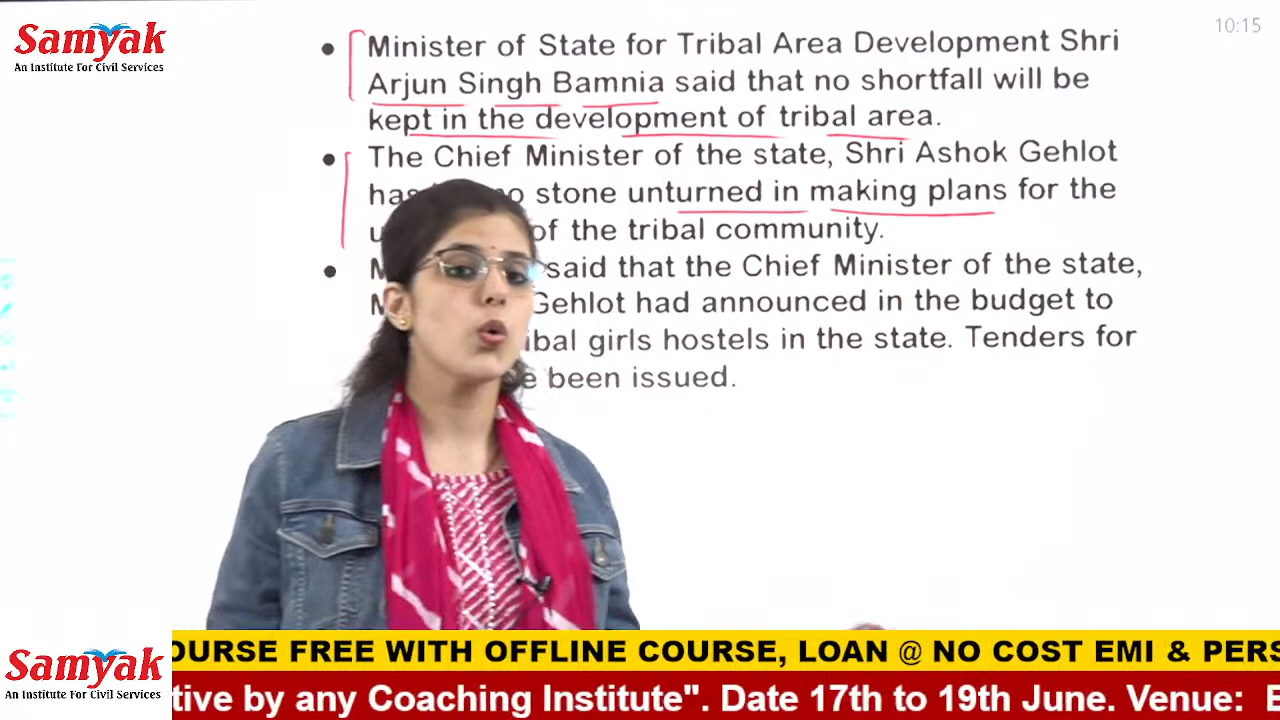 Samyak
An Institute For Civil Services
10:15
• Minister of State for Tribal Area Development Shri
Arjun Singh Bamnia said that no shortfall will be
kept in the development of tribal area.
• The Chief Minister of the state, Shri Ashok Gehlot
stone unturned in making plans for the
of the tribal community.
• said that the Chief Minister of the state,
Gehlot had announced in the budget to
girls hostels in the state. Tenders for
been issued.
Samyak
An Institute For Civil Services
OURSE FREE WITH OFFLINE COURSE, LOAN @ NO COST EMI & PERS
tive by any Coaching Institute". Date 17th to 19th June. Venue: